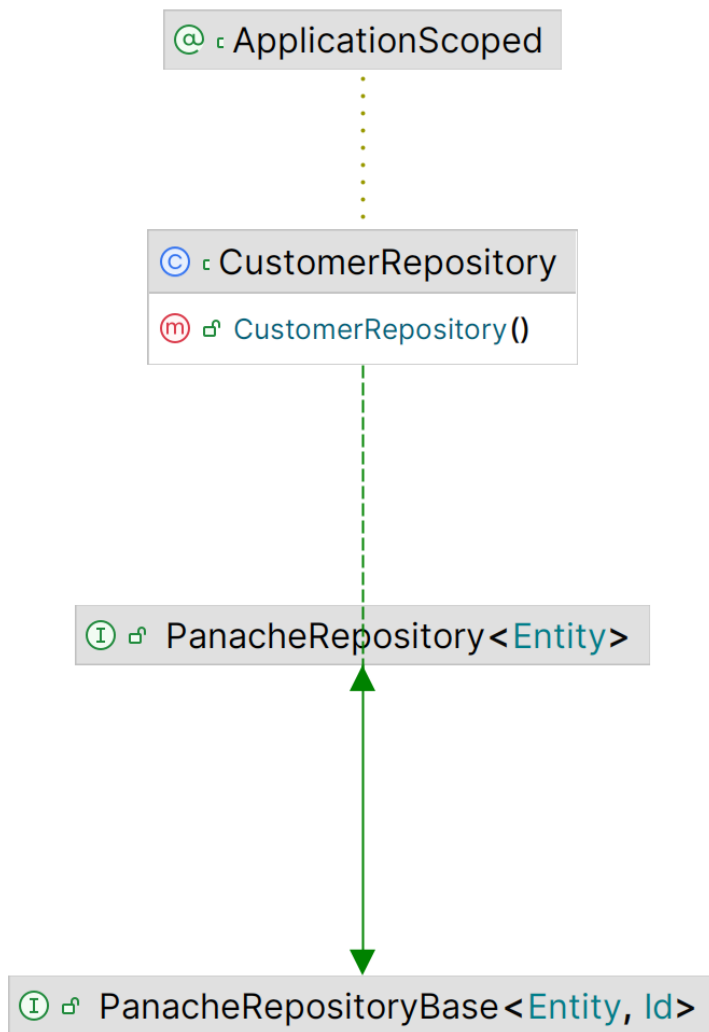 @ ApplicationScoped
C CustomerRepository
m CustomerRepository()
I PanacheRepository<Entity>
I PanacheRepositoryBase<Entity, Id>